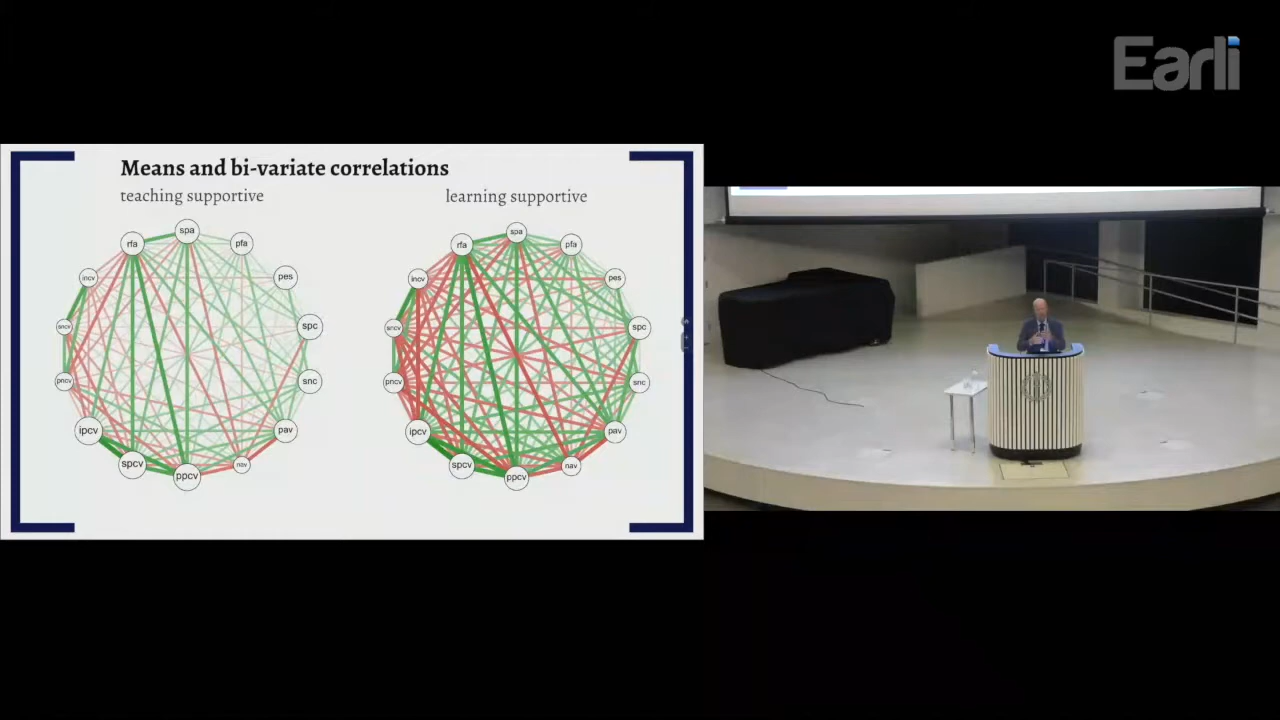 Earli
Means and bi-variate correlations
teaching supportive
learning supportive
spa
rfa
pfa
incv
pes
sncv
spc
pncv
snc
ipcv
pav
spcv
nav
ppcv
spa
rfa
pfa
incv
pes
sncv
spc
pncv
snc
ipcv
pav
spcv
nav
ppcv